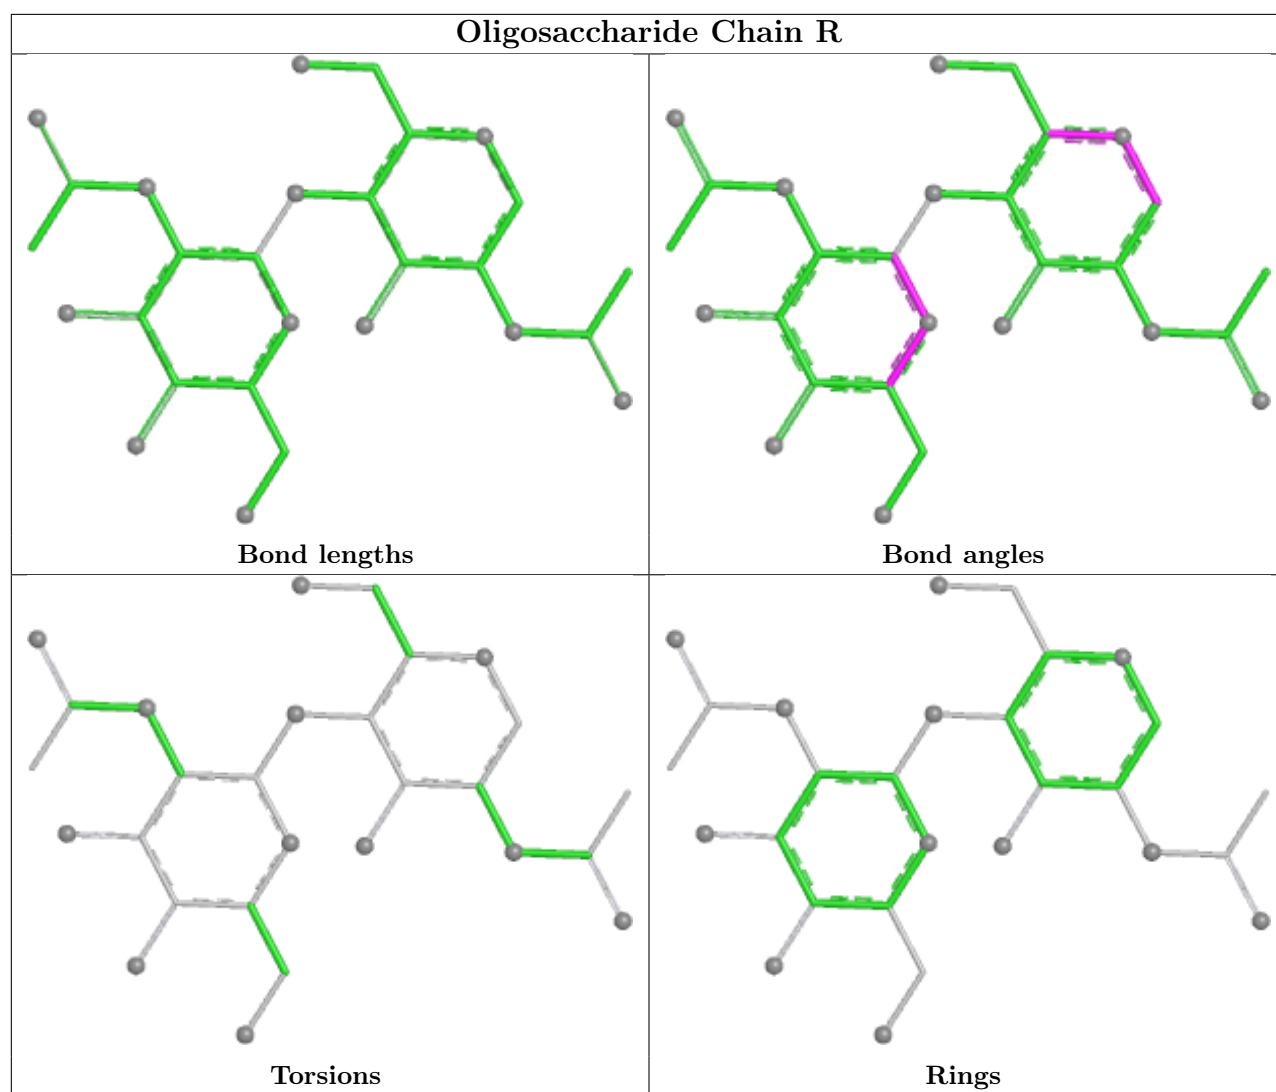 Oligosaccharide Chain R
Bond lengths
Bond angles
Torsions
Rings